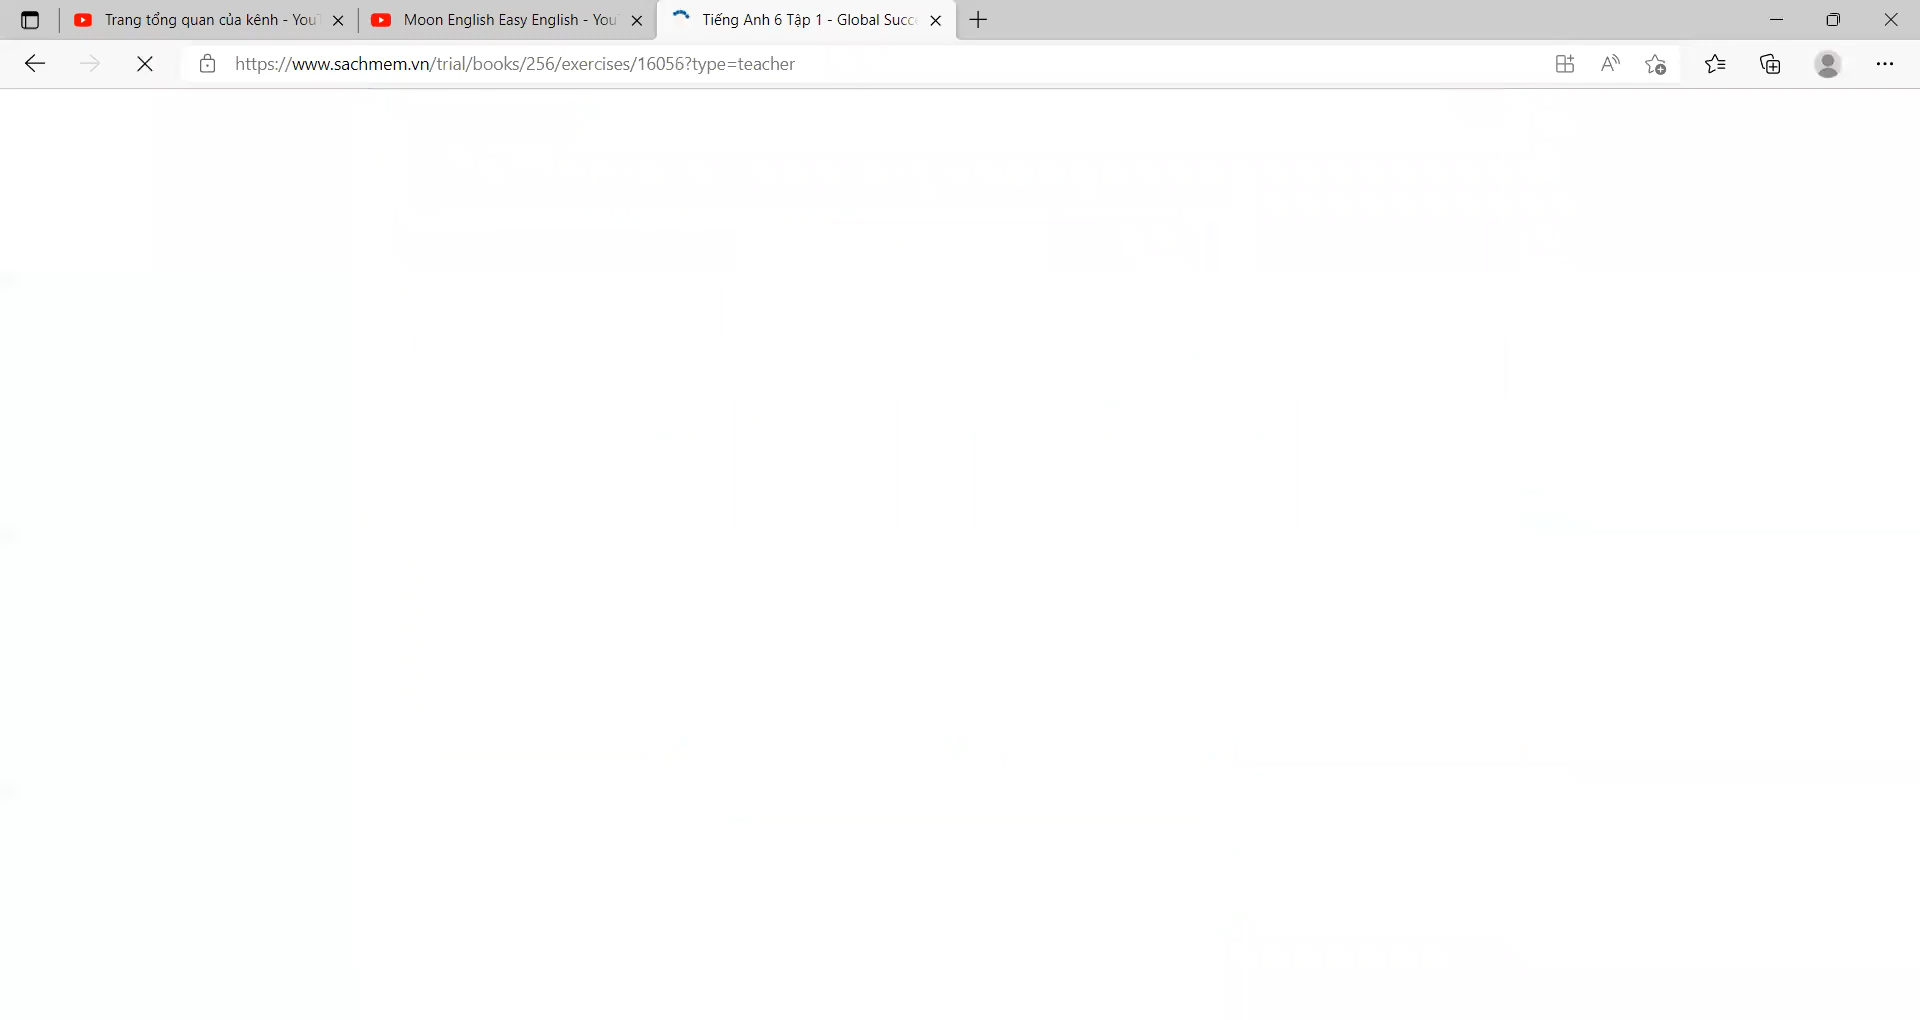 Trang tổng quan của kênh - You
Moon English Easy English - You
Tiếng Anh 6 Tập 1 - Global Succ
https://www.sachmem.vn/trial/books/256/exercises/16056?type=teacher